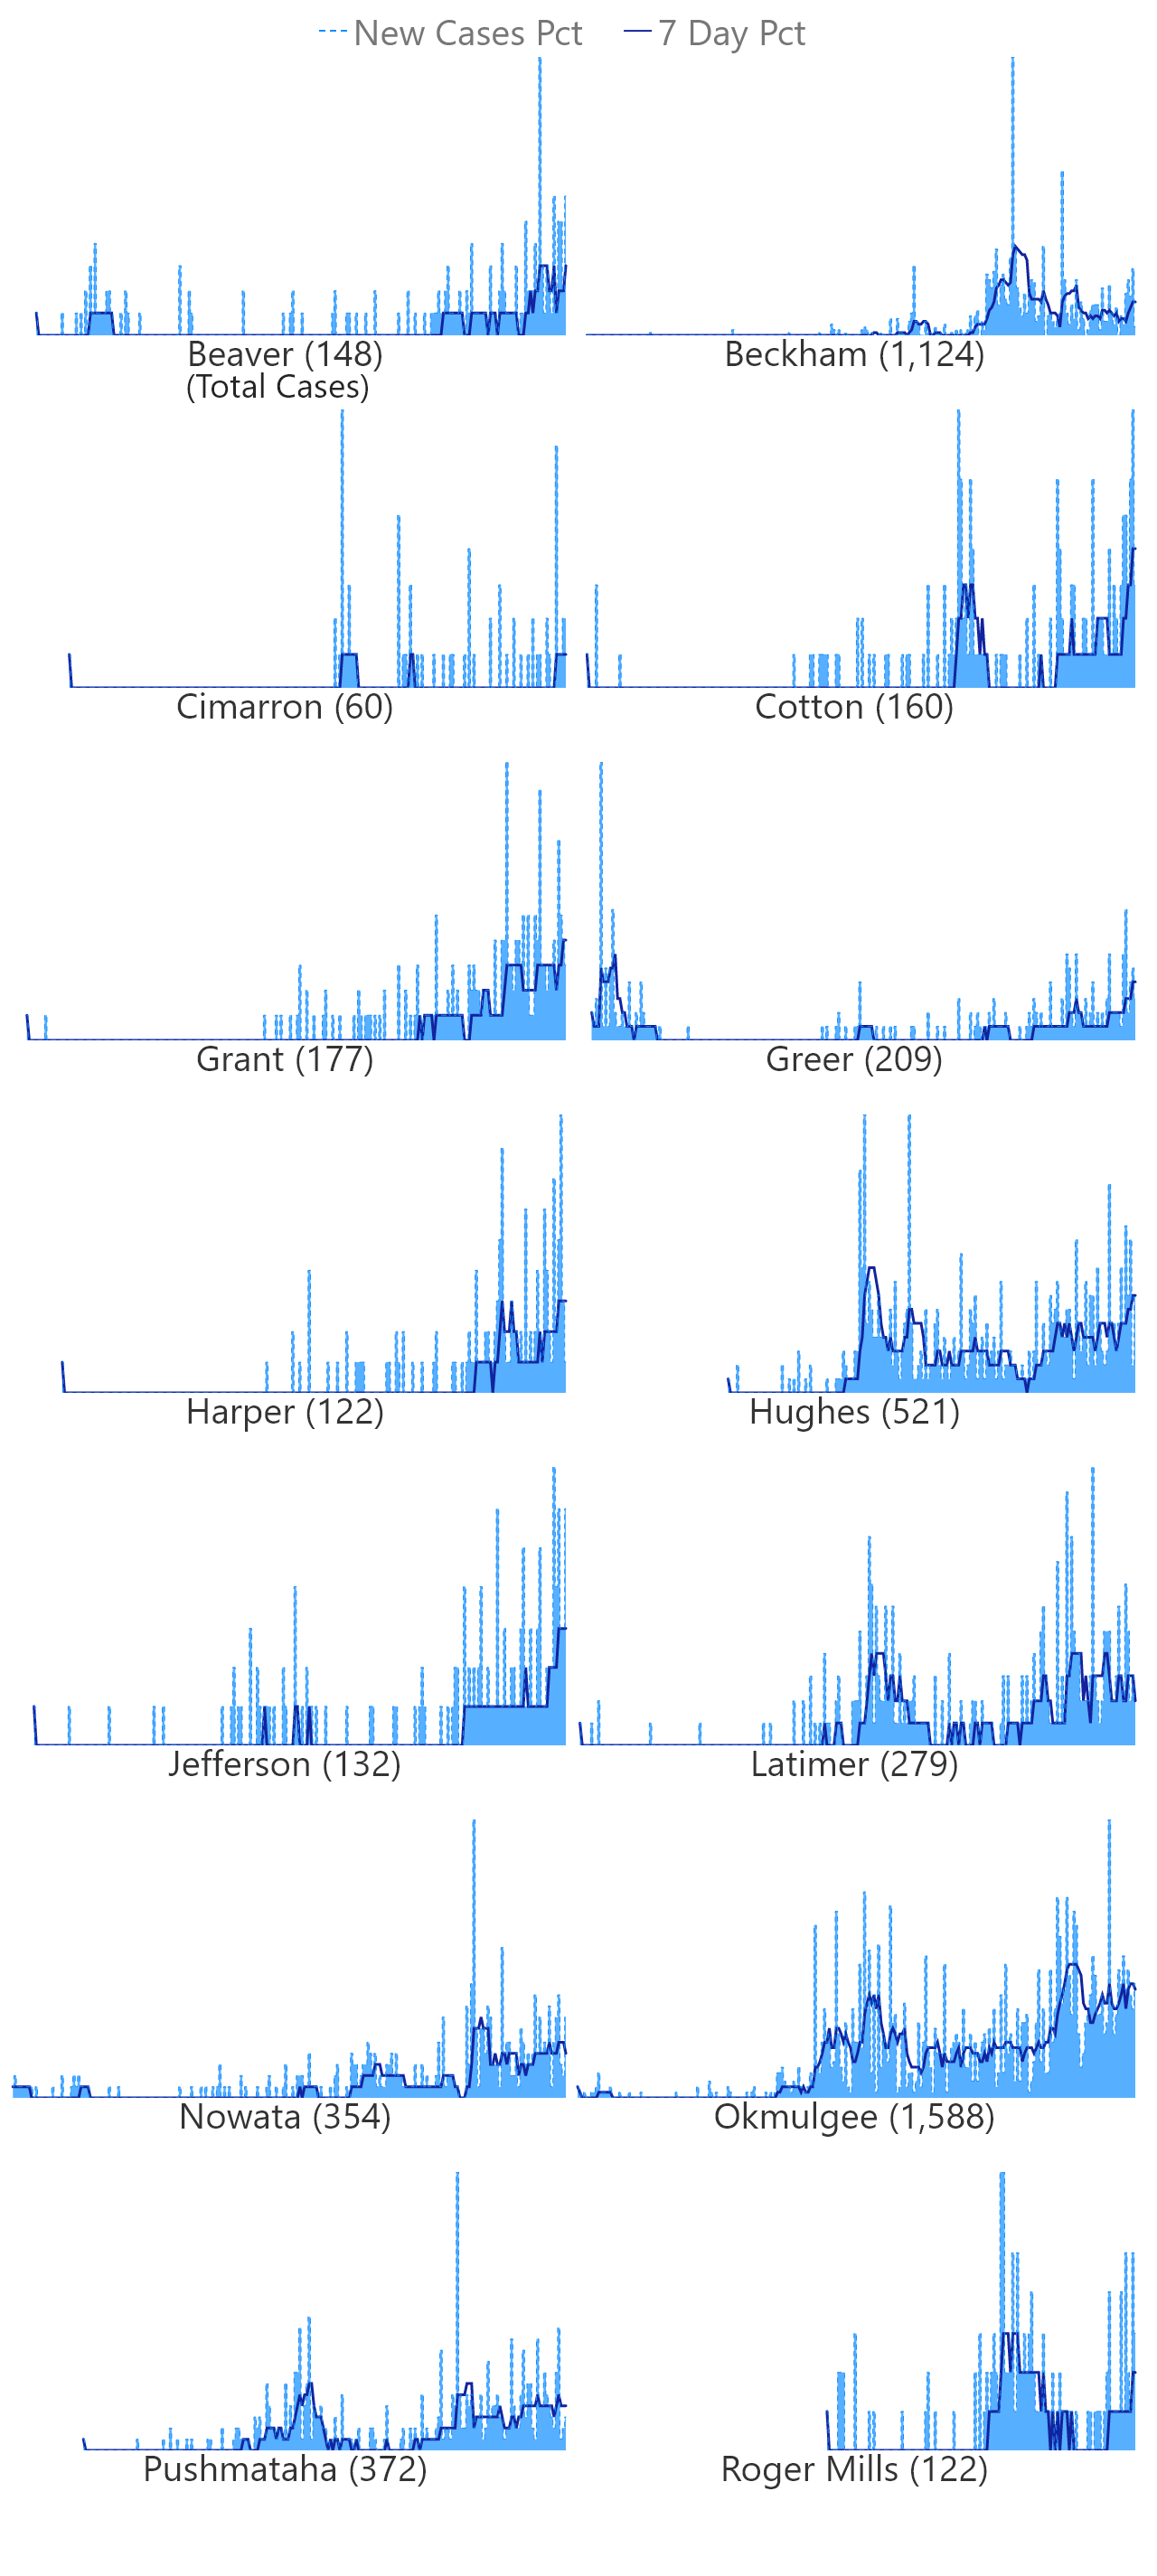 New Cases Pct 7 Day Pct
Beaver (148) Beckham (1,124)
(Total Cases)
Cimarron (60) Cotton (160)
Grant (177) Greer (209)
Harper (122) Hughes (521)
Jefferson (132) Latimer (279)
Nowata (354) Okmulgee (1,588)
Pushmataha (372) Roger Mills (122)